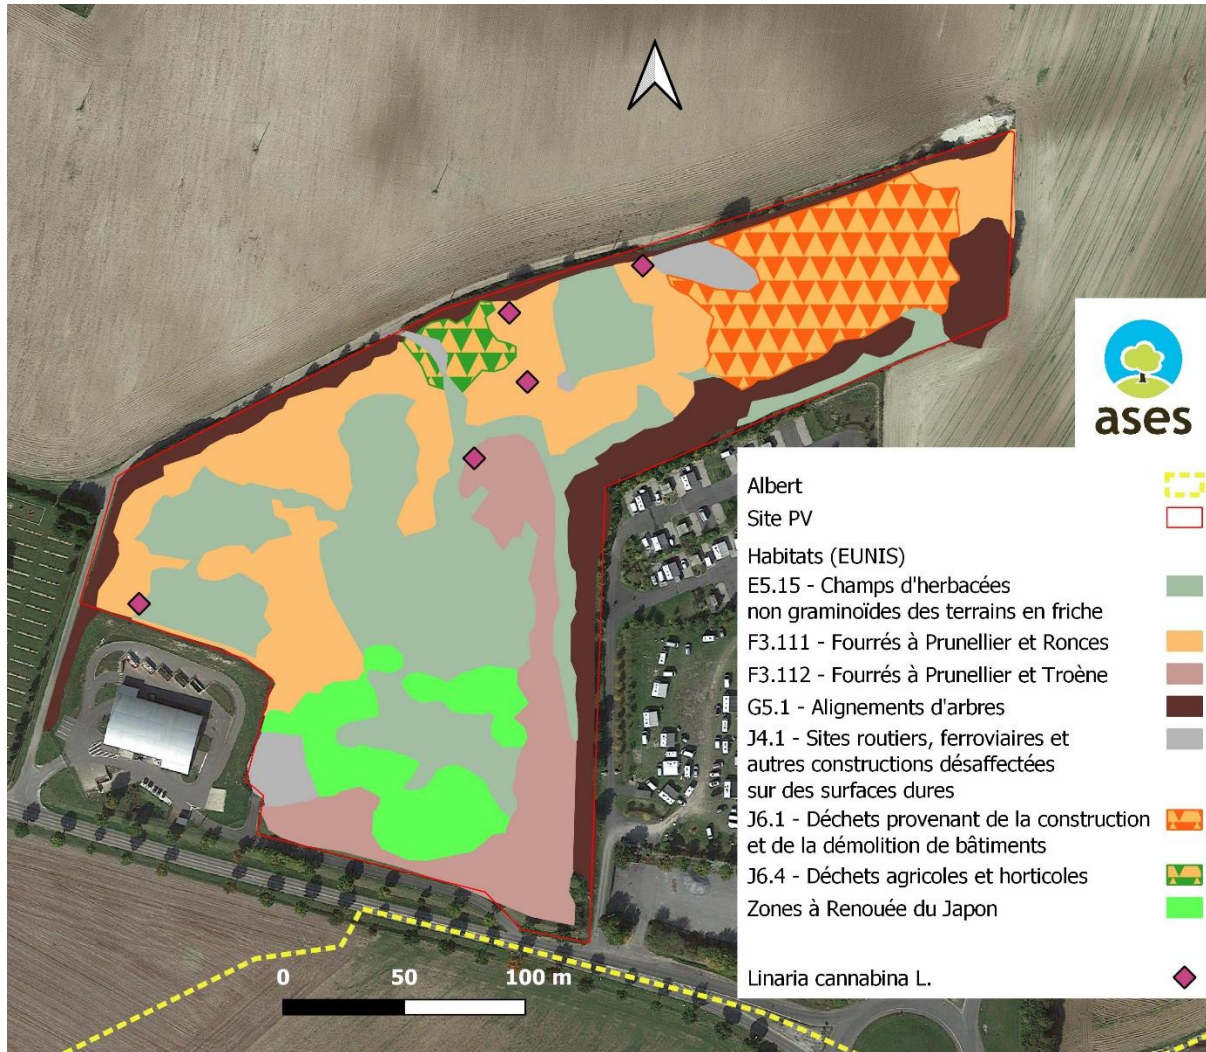 ases
Albert
Site PV
Habitats (EUNIS)
E5.15 - Champs d'herbacées
non graminoïdes des terrains en friche
F3.111 - Fourrés à Prunellier et Ronces
F3.112 - Fourrés à Prunellier et Troène
G5.1 - Alignements d'arbres
J4.1 - Sites routiers, ferroviaires et
autres constructions désaffectées
sur des surfaces dures
J6.1 - Déchets provenant de la construction
et de la démolition de bâtiments
J6.4 - Déchets agricoles et horticoles
Zones à Renouée du Japon
Linaria cannabina L.
0 50 100 m